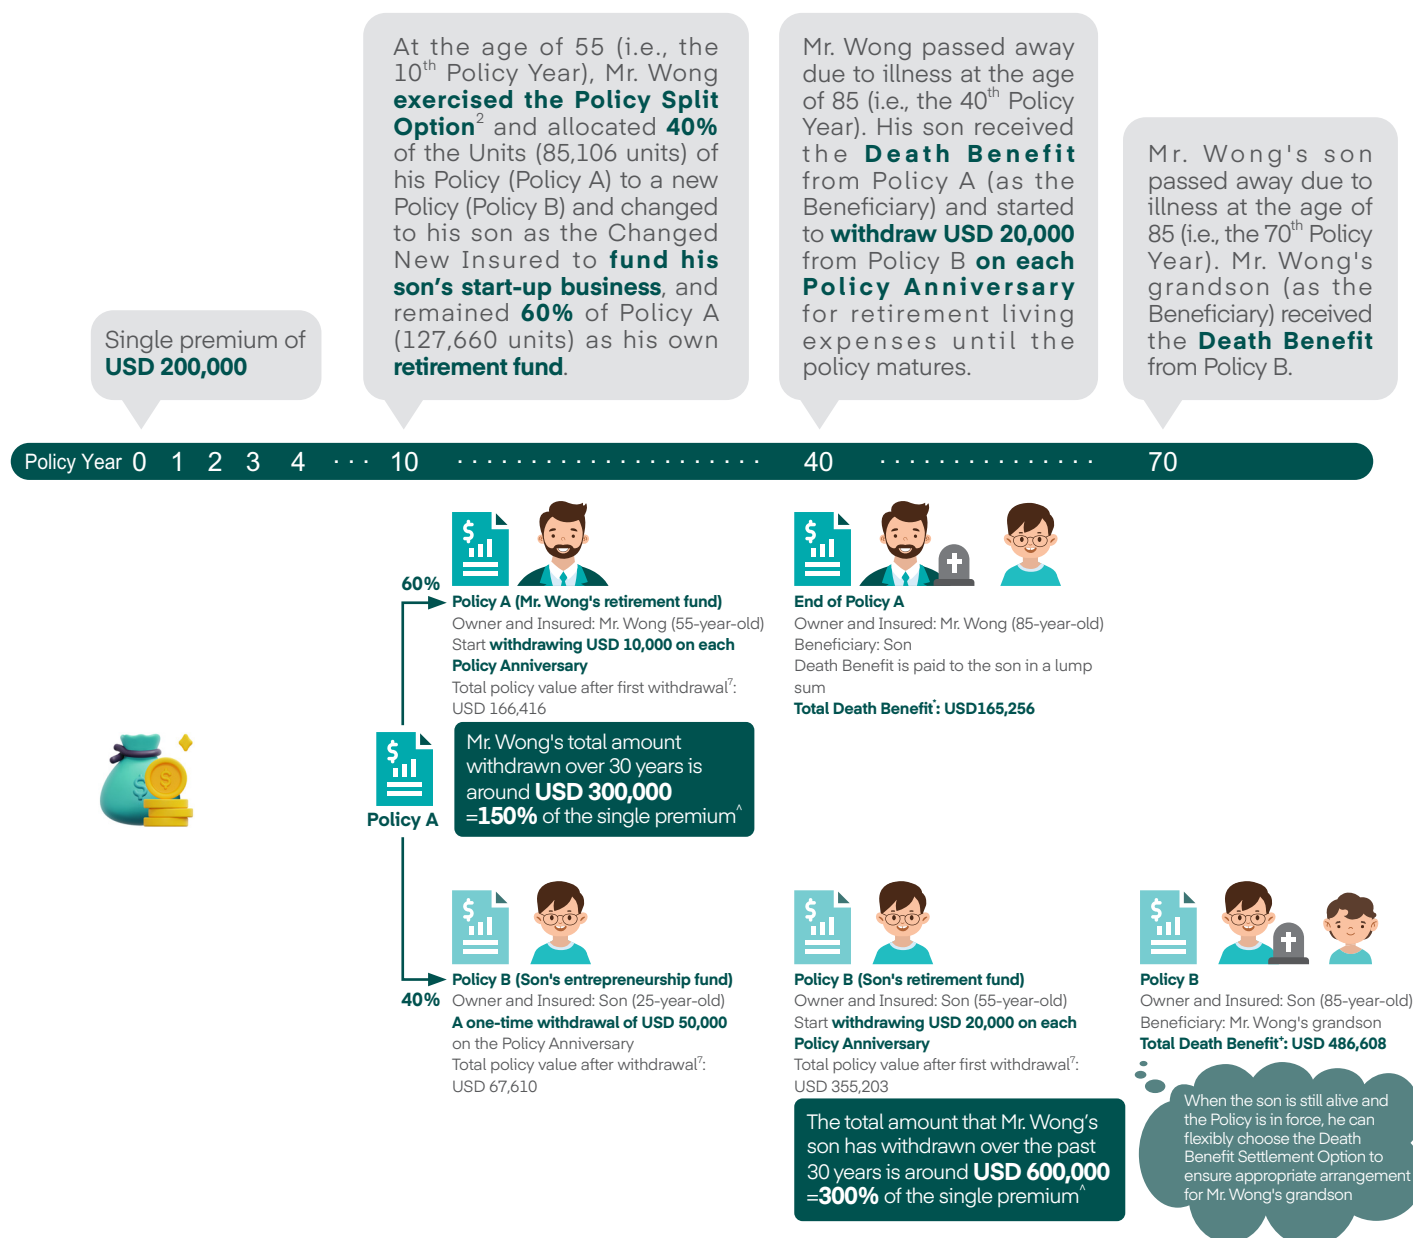 Single premium of
USD 200,000
At the age of 55 (i.e., the
10th Policy Year), Mr. Wong
exercised the Policy Split
Option2 and allocated 40%
of the Units (85,106 units) of
his Policy (Policy A) to a new
Policy (Policy B) and changed
to his son as the Changed
New Insured to fund his
son's start-up business, and
remained 60% of Policy A
(127,660 units) as his own
retirement fund.
Mr. Wong passed away
due to illness at the age
of 85 (i.e., the 40th Policy
Year). His son received
the Death Benefit
from Policy A (as the
Beneficiary) and started
to withdraw USD 20,000
from Policy B on each
Policy Anniversary
for retirement living
expenses until the
policy matures.
Mr. Wong's son
passed away due to
illness at the age of
85 (i.e., the 70th Policy
Year). Mr. Wong's
grandson (as the
Beneficiary) received
the Death Benefit
from Policy B.
Policy Year 0 1 2 3 4 ... 10 ..................... 40 ................ 70
60%
Policy A (Mr. Wong's retirement fund)
Owner and Insured: Mr. Wong (55-year-old)
Start withdrawing USD 10,000 on each
Policy Anniversary
Total policy value after first withdrawal7:
USD 166,416
Mr. Wong's total amount
withdrawn over 30 years is
around USD 300,000
=150% of the single premium^
End of Policy A
Owner and Insured: Mr. Wong (85-year-old)
Beneficiary: Son
Death Benefit is paid to the son in a lump
sum
Total Death Benefit+: USD165,256
Policy A
40%
Policy B (Son's entrepreneurship fund)
Owner and Insured: Son (25-year-old)
A one-time withdrawal of USD 50,000
on the Policy Anniversary
Total policy value after withdrawal7:
USD 67,610
Policy B (Son's retirement fund)
Owner and Insured: Son (55-year-old)
Start withdrawing USD 20,000 on each
Policy Anniversary
Total policy value after first withdrawal7:
USD 355,203
The total amount that Mr. Wong's
son has withdrawn over the past
30 years is around USD 600,000
=300% of the single premium^
Policy B
Owner and Insured: Son (85-year-old)
Beneficiary: Mr. Wong's grandson
Total Death Benefit+: USD 486,608
When the son is still alive and
the Policy is in force, he can
flexibly choose the Death
Benefit Settlement Option to
ensure appropriate arrangement
for Mr. Wong's grandson